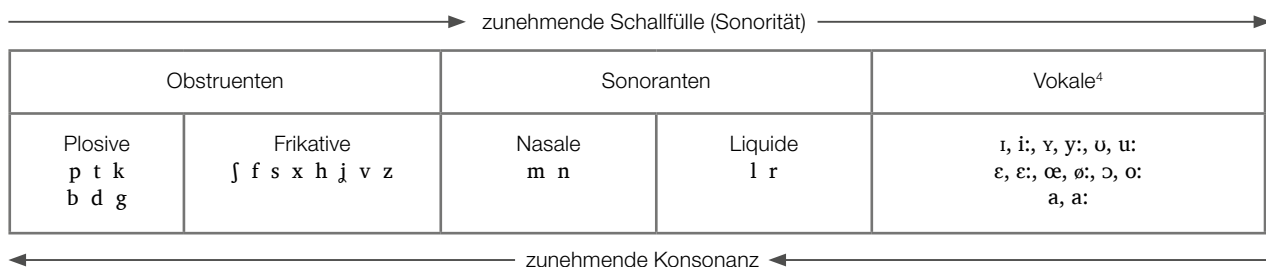 zunehmende Schallfülle (Sonorität)
Obstruenten Sonoranten Vokale⁴
Plosive Frikative Nasale Liquide ɪ, iː, ʏ, yː, ʊ, uː
p t k ʃ f s x h ʝ v z m n l r ɛ, ɛː, œ, øː, ɔ, oː
b d g a, aː
zunehmende Konsonanz